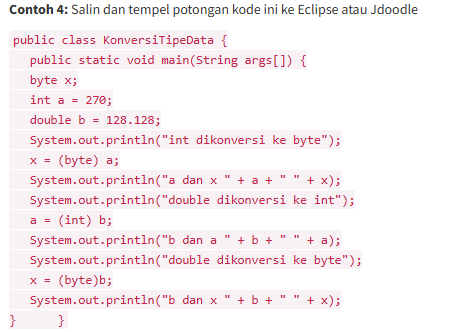 Contoh 4: Salin dan tempel potongan kode ini ke Eclipse atau Jdoodle
public class KonversiTipeData {
public static void main(String args[]) {
byte x;
int a = 270;
double b = 128.128;
System.out.println("int dikonversi ke byte");
x = (byte) a;
System.out.println("a dan x " + a + " " + x);
System.out.println("double dikonversi ke int");
a = (int) b;
System.out.println("b dan a " + b + " " + a);
System.out.println("double dikonversi ke byte");
x = (byte)b;
System.out.println("b dan x " + b + " " + x);
} }